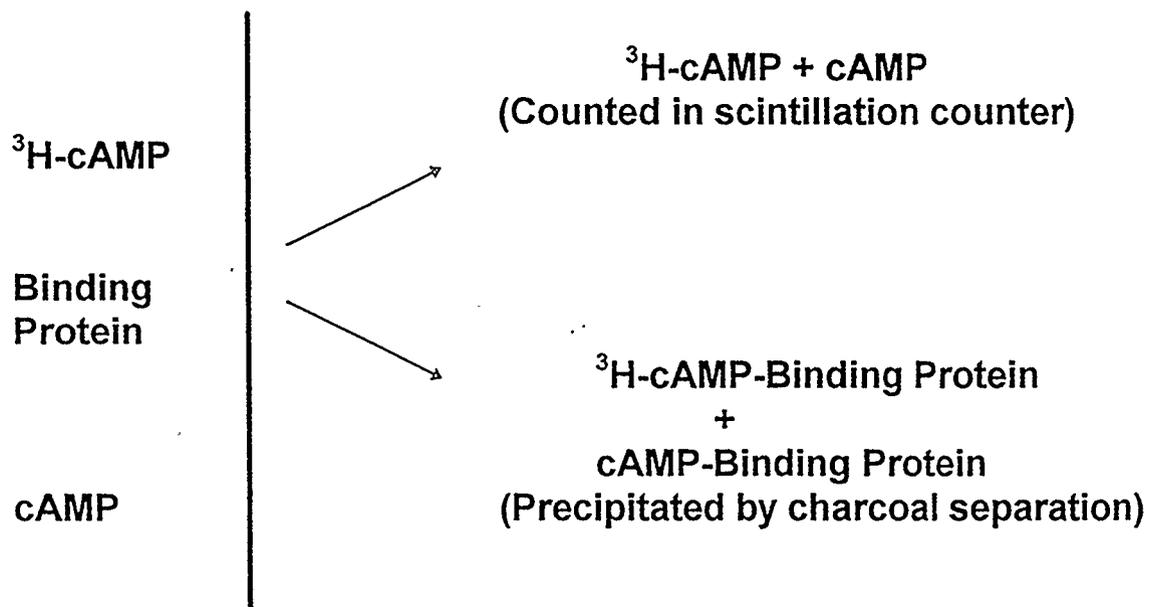 ³H-cAMP
Binding
Protein
cAMP
³H-cAMP + cAMP
(Counted in scintillation counter)
³H-cAMP-Binding Protein
+
cAMP-Binding Protein
(Precipitated by charcoal separation)